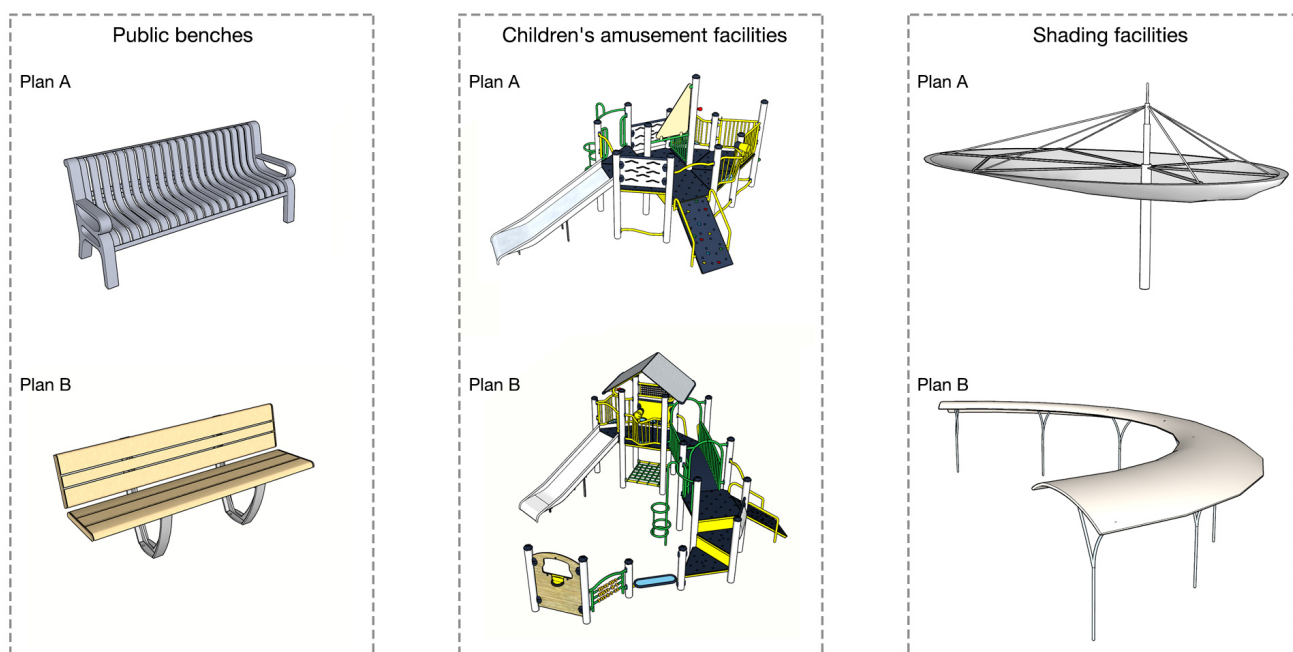 Public benches
Plan A
Plan B
Children's amusement facilities
Plan A
Plan B
Shading facilities
Plan A
Plan B